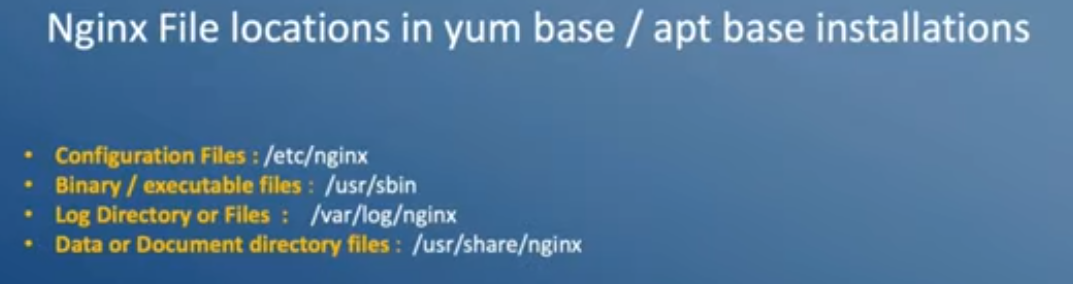 Nginx File locations in yum base / apt base installations
• Configuration Files : /etc/nginx
• Binary / executable files : /usr/sbin
• Log Directory or Files : /var/log/nginx
• Data or Document directory files : /usr/share/nginx